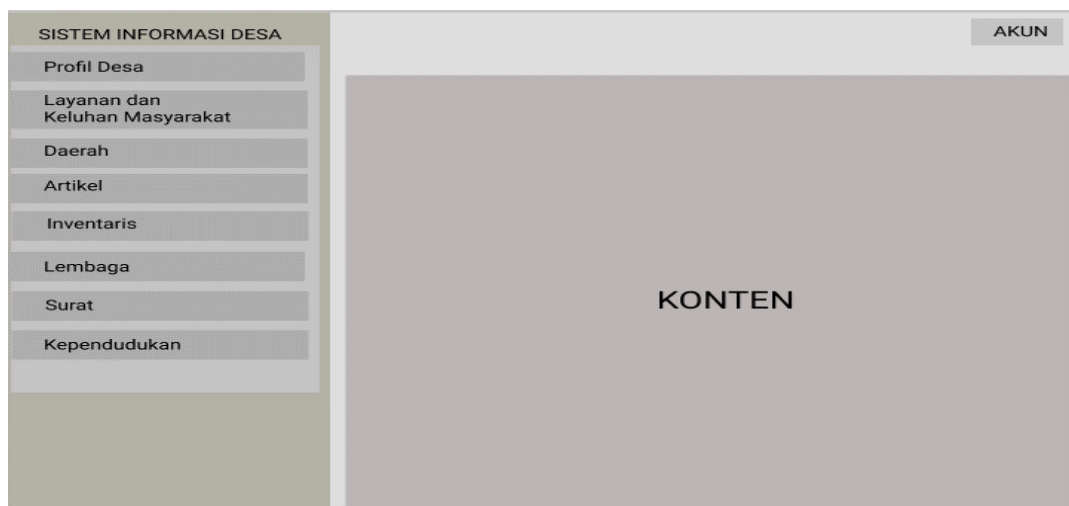 SISTEM INFORMASI DESA
AKUN
Profil Desa
Layanan dan
Keluhan Masyarakat
Daerah
Artikel
Inventaris
Lembaga
Surat
Kependudukan
KONTEN